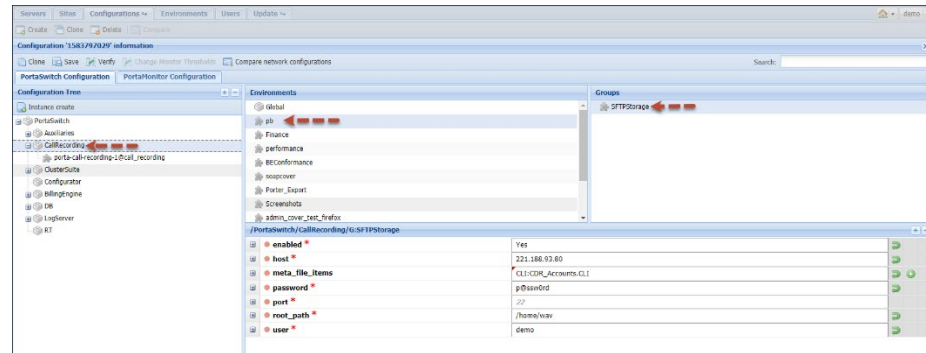 Servers Sites Configurations Environments Users Update
demo
Create Clone Delete Compare
Configuration '1583797029' information
Clone Save Verify Change Monitor Thresholds Compare network configurations Search:
PortaSwitch Configuration PortaMonitor Configuration
Configuration Tree
Instance create
PortaSwitch
Auxiliaries
CallRecording
porta-call-recording-1@call_recording
ClusterSuite
Configurator
BillingEngine
DB
LogServer
RT
Environments
Global
pb
Finance
performance
BEConformance
soapcover
Porter_Export
Screenshots
admin_cover_test_firefox
Groups
SFTPStorage
/PortaSwitch/CallRecording/G:SFTPStorage
enabled * Yes
host * 221.188.93.80
meta_file_items CLI:CDR_Accounts.CLI
password * p@ssw0rd
port * 22
root_path * /home/wav
user * demo